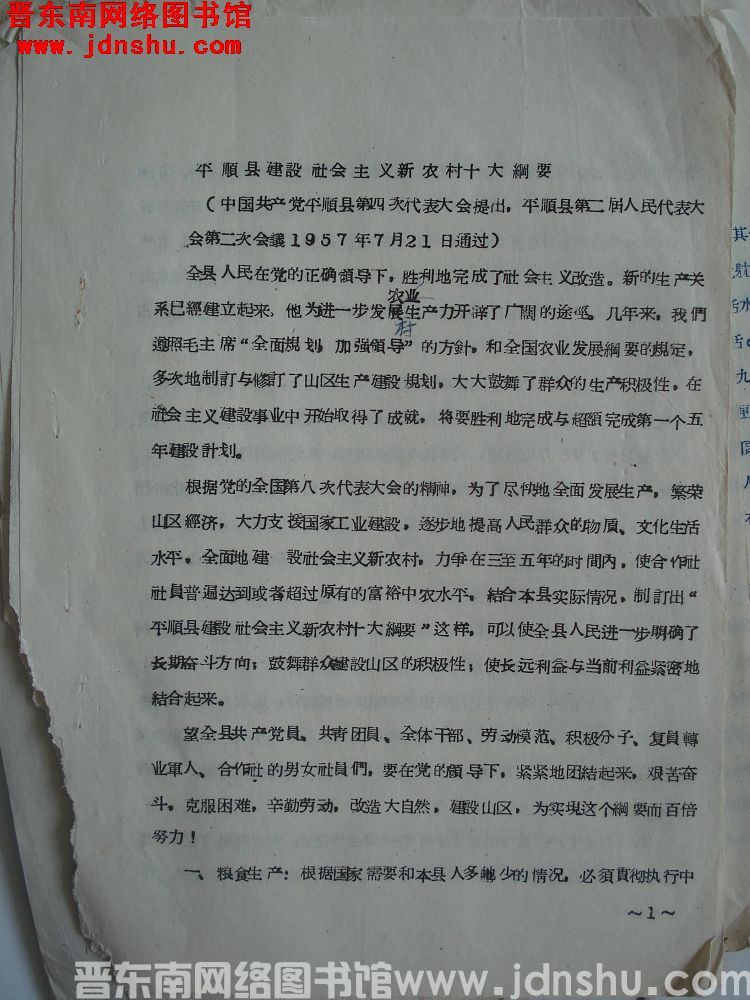 晋东南网络图书馆
www.jdnshu.com
平順县建設社会主义新农村十大綱要
(中国共产党平順县第四次代表大会提出，平順县第二届人民代表大
会第二次会議1957年7月21日通过)
全县人民在党的正确領导下，胜利地完成了社会主义改造。新的生产关
农业
系已經建立起来，他为进一步发展生产力开辟了广闊的途徑。几年来，我們
村
遵照毛主席“全面規划，加强領导”的方針，和全国农业发展綱要的規定，
多次地制訂与修訂了山区生产建設規划，大大鼓舞了群众的生产积极性，在
社会主义建設事业中开始取得了成就，将要胜利地完成与超額完成第一个五
年建設計划。
根据党的全国第八次代表大会的精神，为了尽快地全面发展生产，繁荣
山区經济，大力支援国家工业建設，逐步地提高人民群众的物質、文化生活
水平。全面地建 設社会主义新农村，力争在三至五年的时間內，使合作社
社員普遍达到或者超过原有的富裕中农水平。結合本县实际情况，制訂出“
平順县建設社会主义新农村十大綱要”这样，可以使全县人民进一步明确了
长期奋斗方向；鼓舞群众建設山区的积极性；使长远利益与当前利益紧密地
結合起来。
望全县共产党員、共青团員、全体干部、劳动模范、积极分子、复員轉
业軍人、合作社的男女社員們，要在党的領导下，紧紧地团結起来，艰苦奋
斗，克服困难，辛勤劳动，改造大自然，建設山区，为实現这个綱要而百倍
努力！
一、粮食生产：根据国家需要和本县人多地少的情况，必須貫彻执行中
～1～
其
九
晋东南网络图书馆www.jdnshu.com